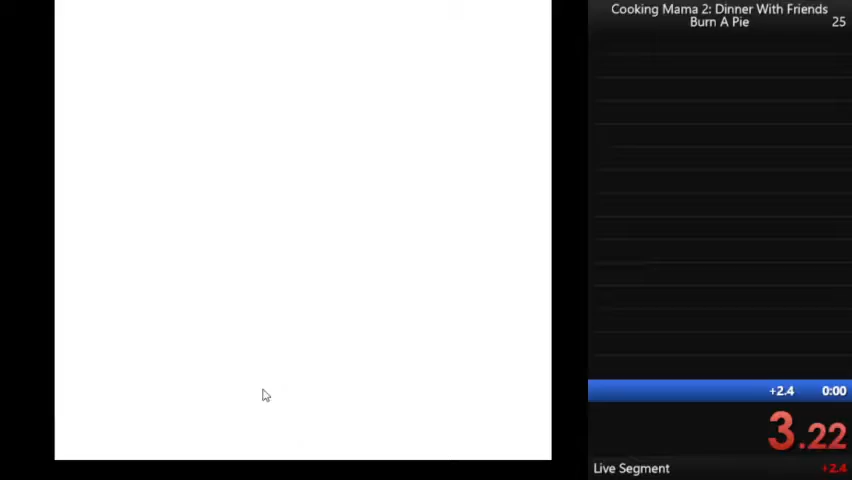 Cooking Mama 2: Dinner With Friends
Burn A Pie 25
+2.4 0:00
3.22
Live Segment +2.4